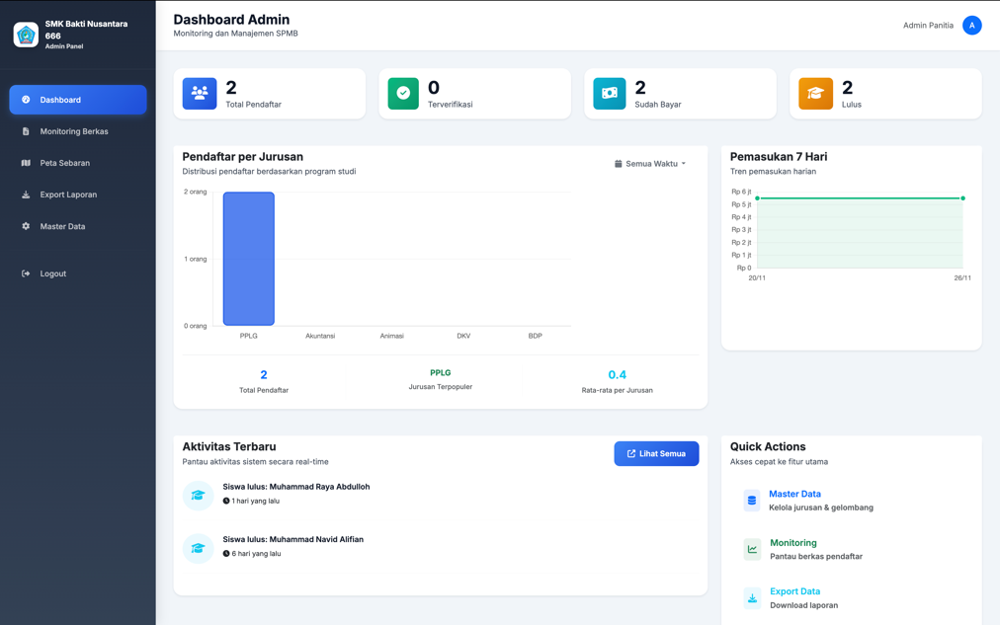 SMK Bakti Nusantara
666
Admin Panel
Dashboard
Monitoring Berkas
Peta Sebaran
Export Laporan
Master Data
Logout
Dashboard Admin
Monitoring dan Manajemen SPMB
Admin Panitia
A
2
Total Pendaftar
0
Terverifikasi
2
Sudah Bayar
2
Lulus
Pendaftar per Jurusan
Distribusi pendaftar berdasarkan program studi
Semua Waktu
2 orang
1 orang
0 orang
PPLG
Akuntansi
Animasi
DKV
BDP
2
Total Pendaftar
PPLG
Jurusan Terpopuler
0.4
Rata-rata per Jurusan
Pemasukan 7 Hari
Tren pemasukan harian
Rp 6 jt
Rp 5 jt
Rp 4 jt
Rp 3 jt
Rp 2 jt
Rp 1 jt
Rp 0
20/11
26/11
Aktivitas Terbaru
Pantau aktivitas sistem secara real-time
Lihat Semua
Siswa lulus: Muhammad Raya Abdulloh
1 hari yang lalu
Siswa lulus: Muhammad Navid Alifian
6 hari yang lalu
Quick Actions
Akses cepat ke fitur utama
Master Data
Kelola jurusan & gelombang
Monitoring
Pantau berkas pendaftar
Export Data
Download laporan